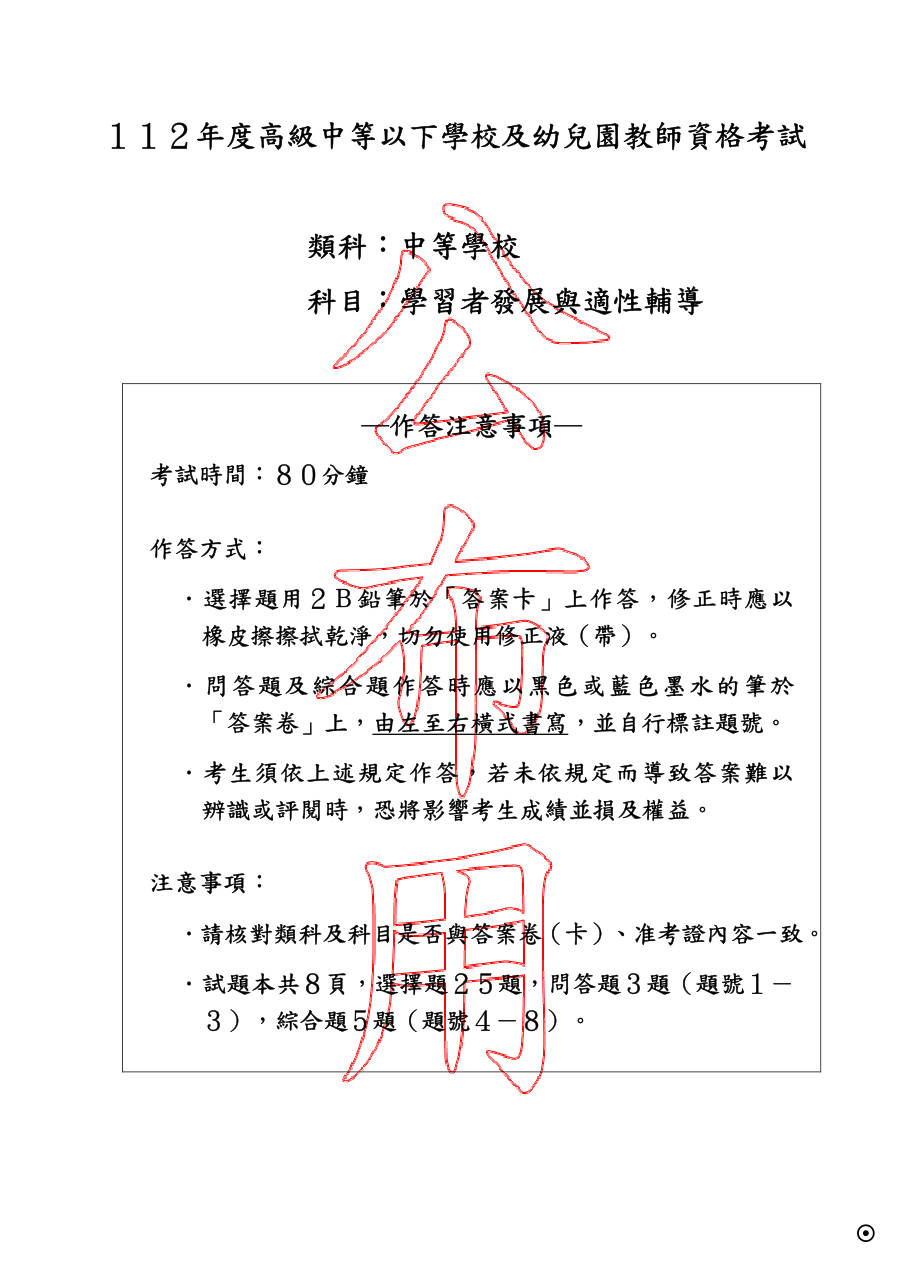 １１２年度高級中等以下學校及幼兒園教師資格考試
類科：中等學校
科目：學習者發展與適性輔導
—作答注意事項—
考試時間：８０分鐘
作答方式：
．選擇題用２Ｂ鉛筆於「答案卡」上作答，修正時應以
橡皮擦擦拭乾淨，切勿使用修正液（帶）。
．問答題及綜合題作答時應以黑色或藍色墨水的筆於
「答案卷」上，由左至右橫式書寫，並自行標註題號。
．考生須依上述規定作答，若未依規定而導致答案難以
辨識或評閱時，恐將影響考生成績並損及權益。
注意事項：
．請核對類科及科目是否與答案卷（卡）、准考證內容一致。
．試題本共８頁，選擇題２５題，問答題３題（題號１－
３），綜合題５題（題號４－８）。
公
布
用